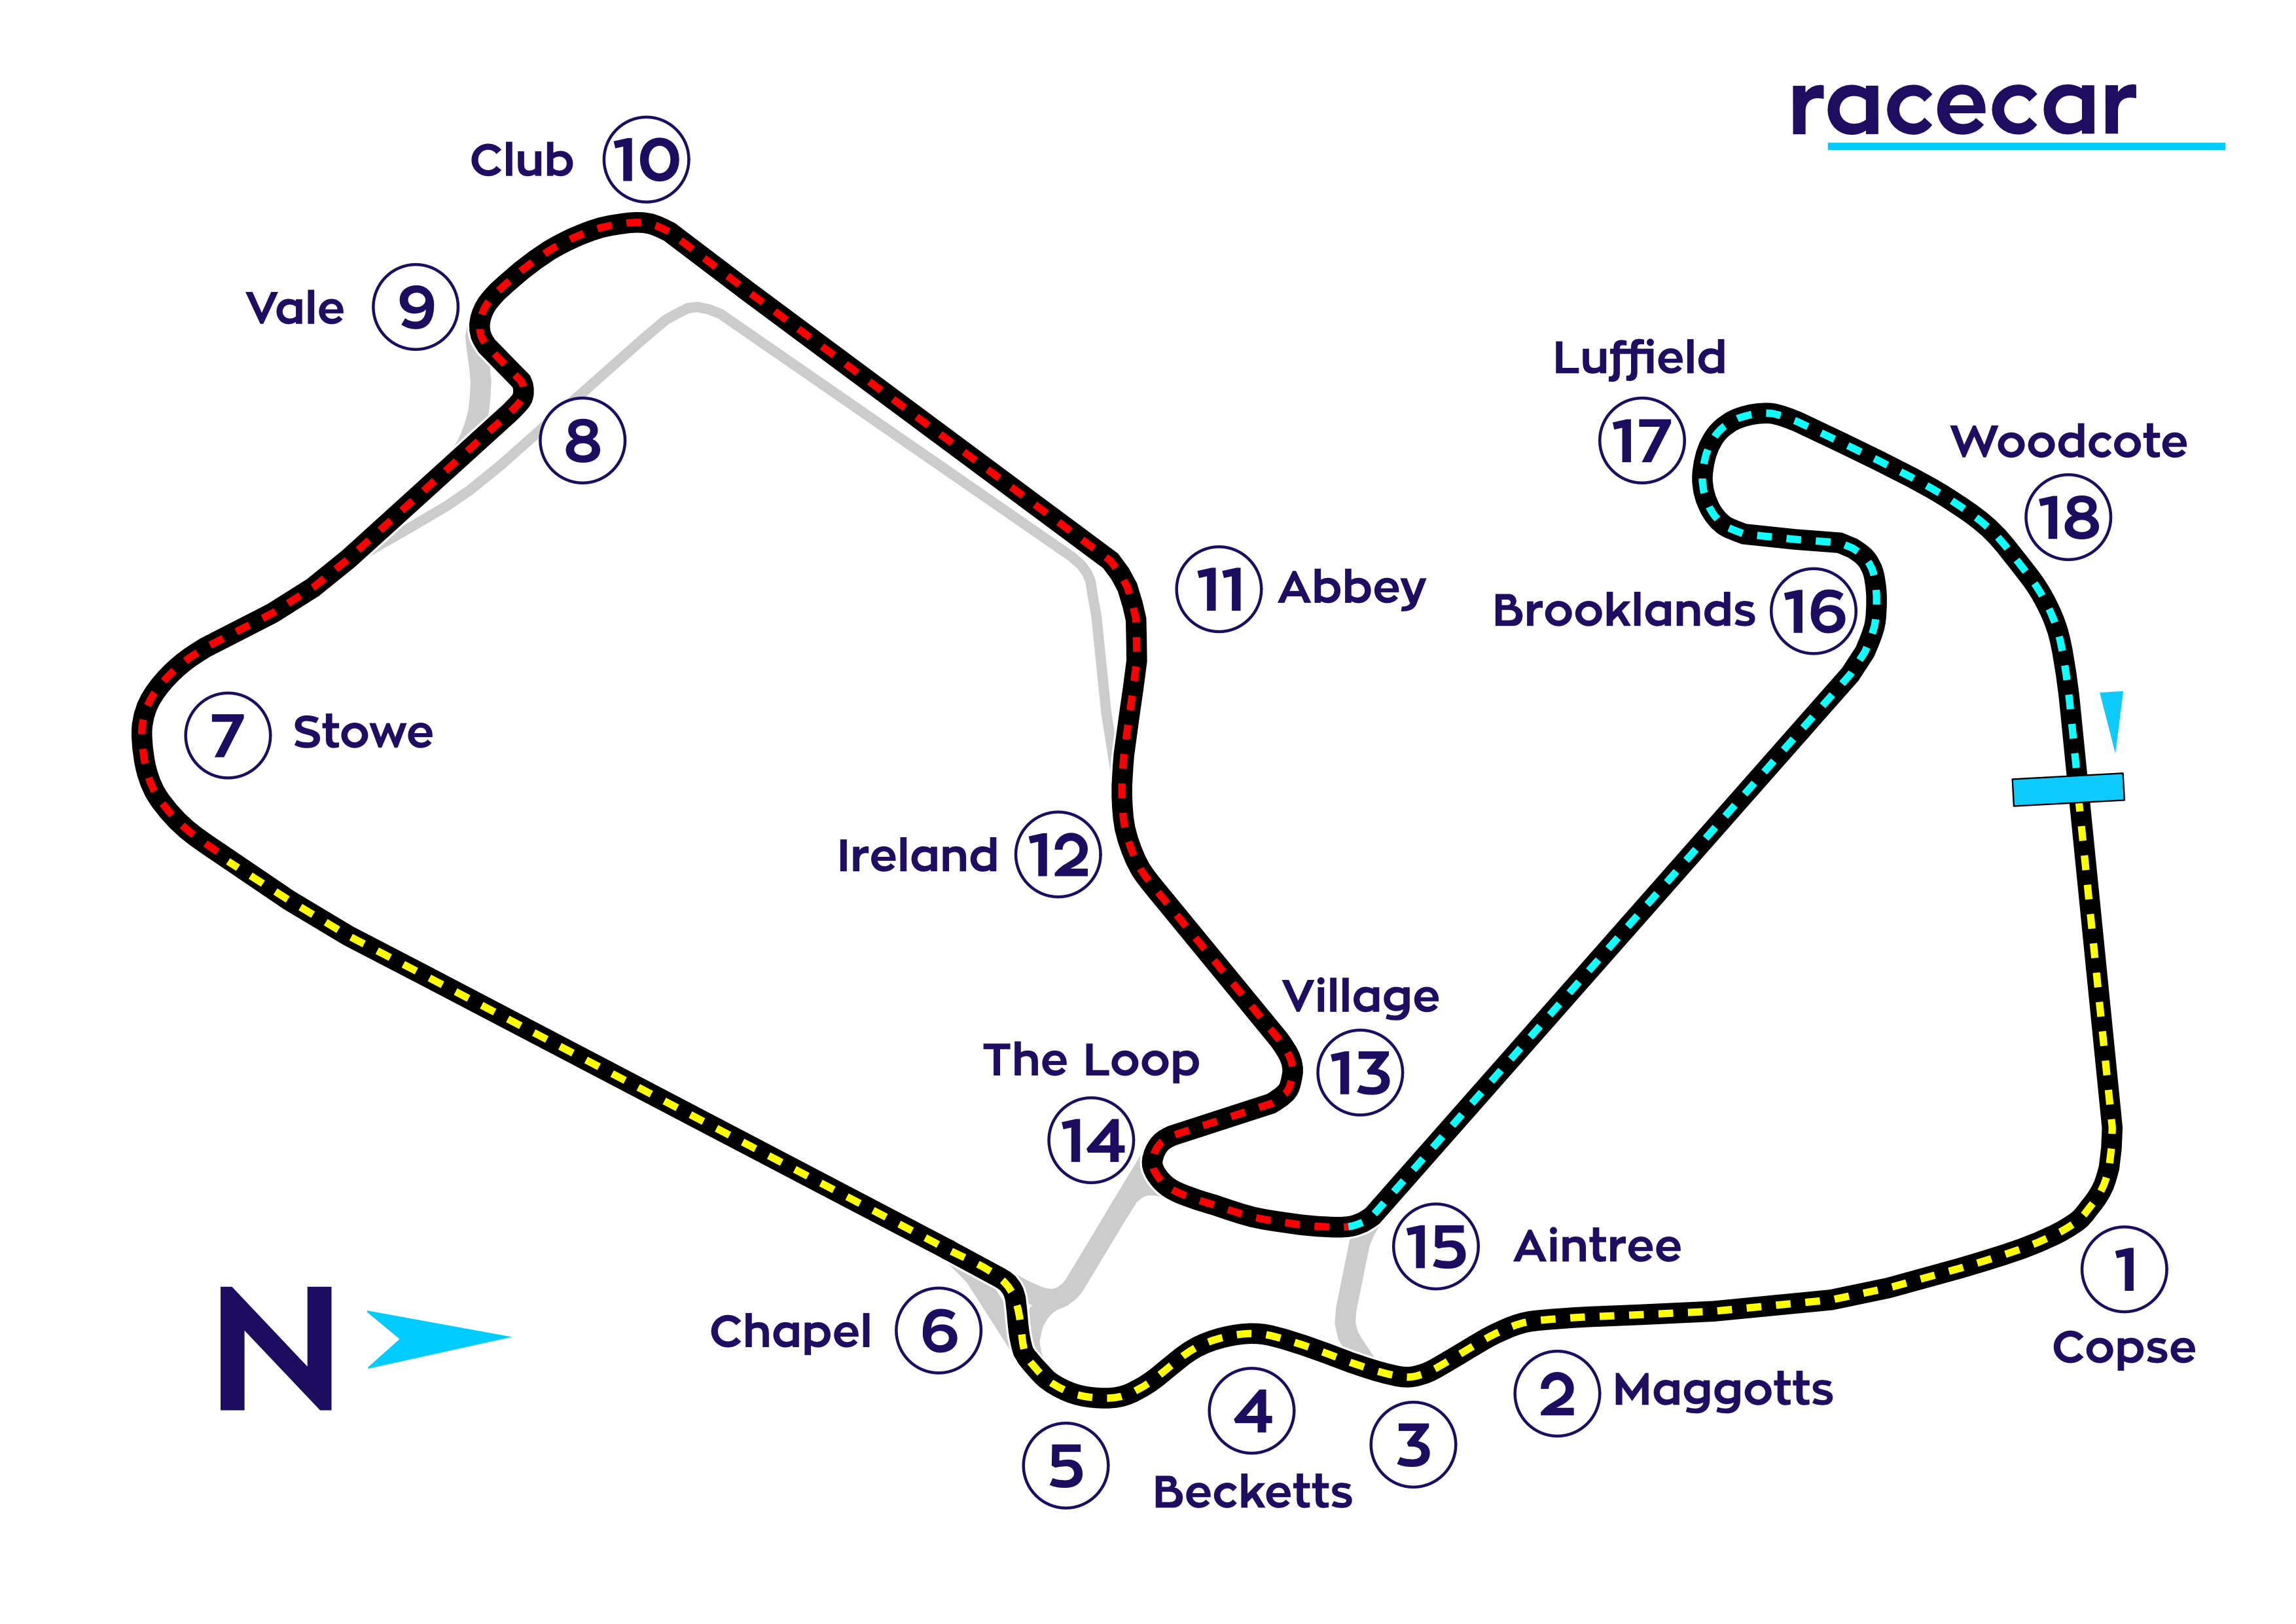 racecar
Club 10
Vale 9
8
Luffield
17
Woodcote
18
11 Abbey
Brooklands 16
7 Stowe
Ireland 12
Village
13
The Loop
14
15 Aintree
1
Copse
Chapel 6
2 Maggotts
4
3
5
Becketts
N